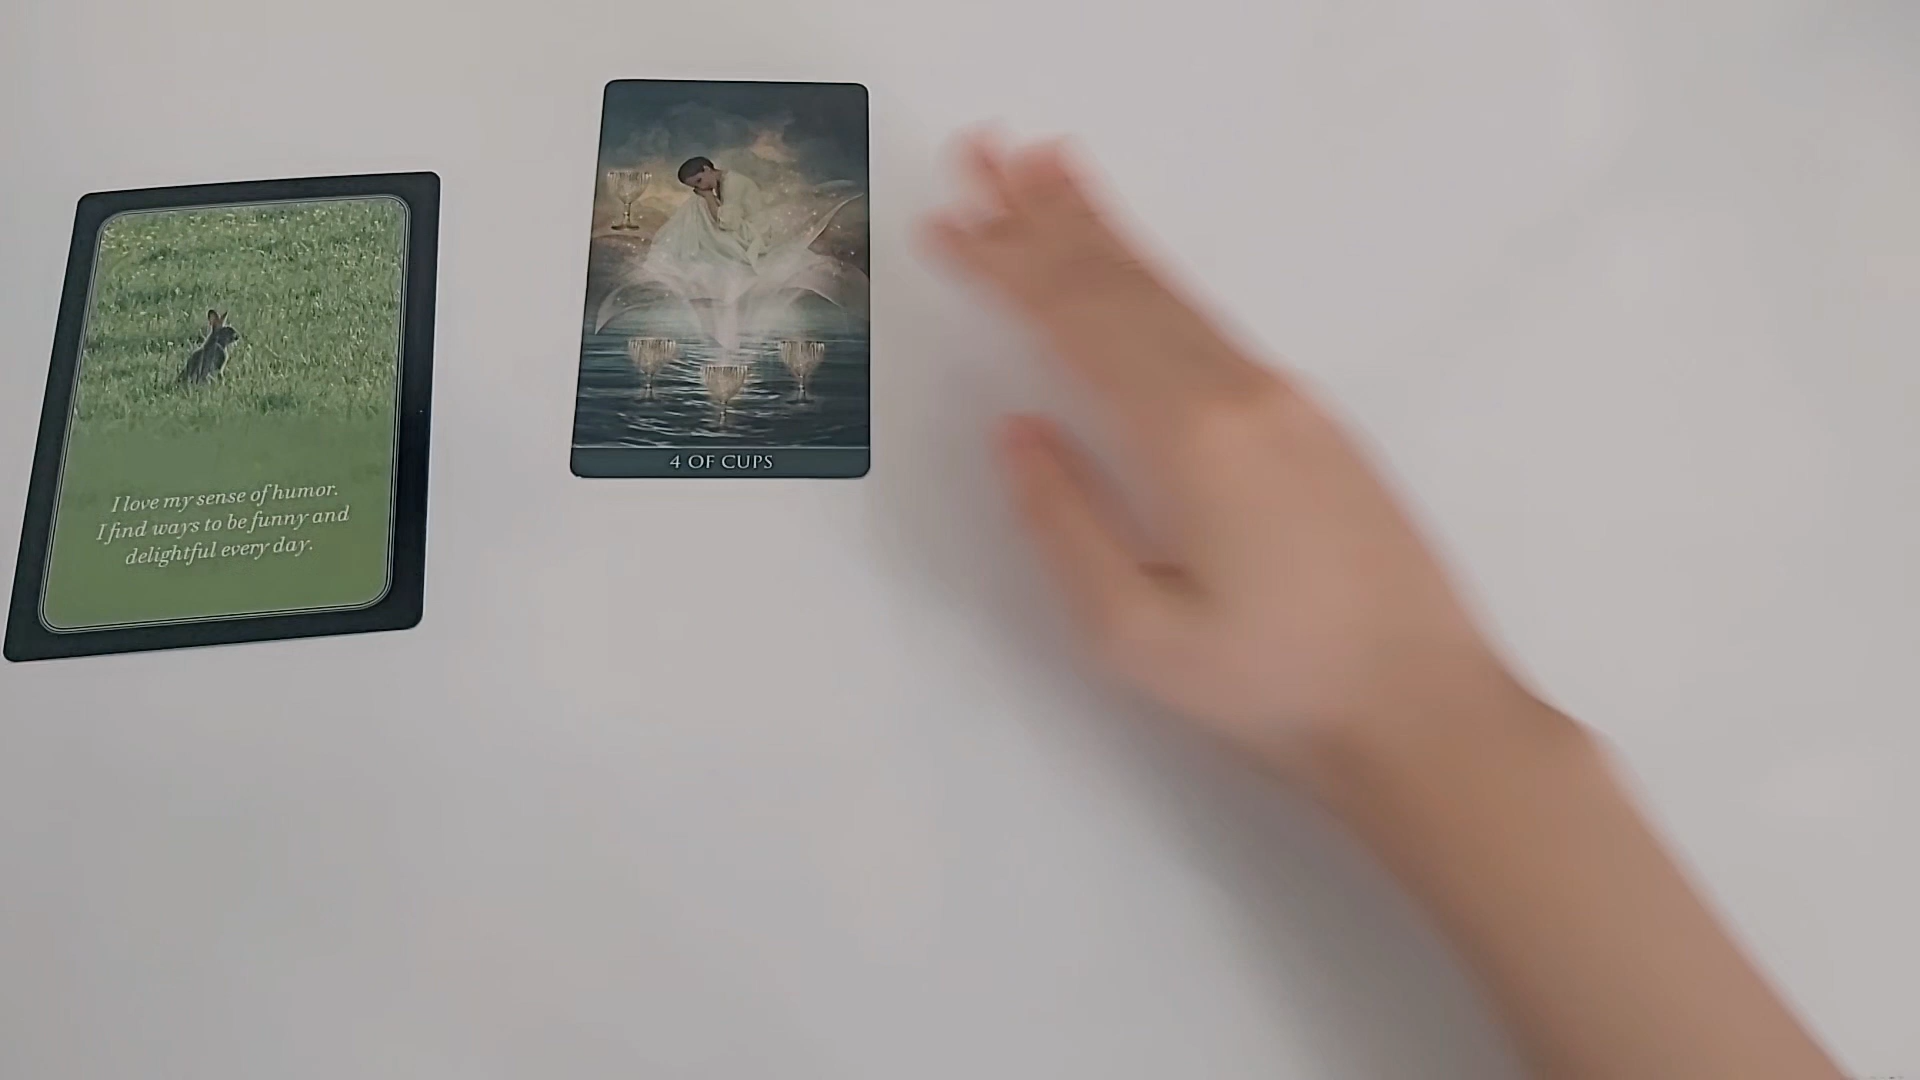 I love my sense of humor.
I find ways to be funny and
delightful every day.
4 OF CUPS